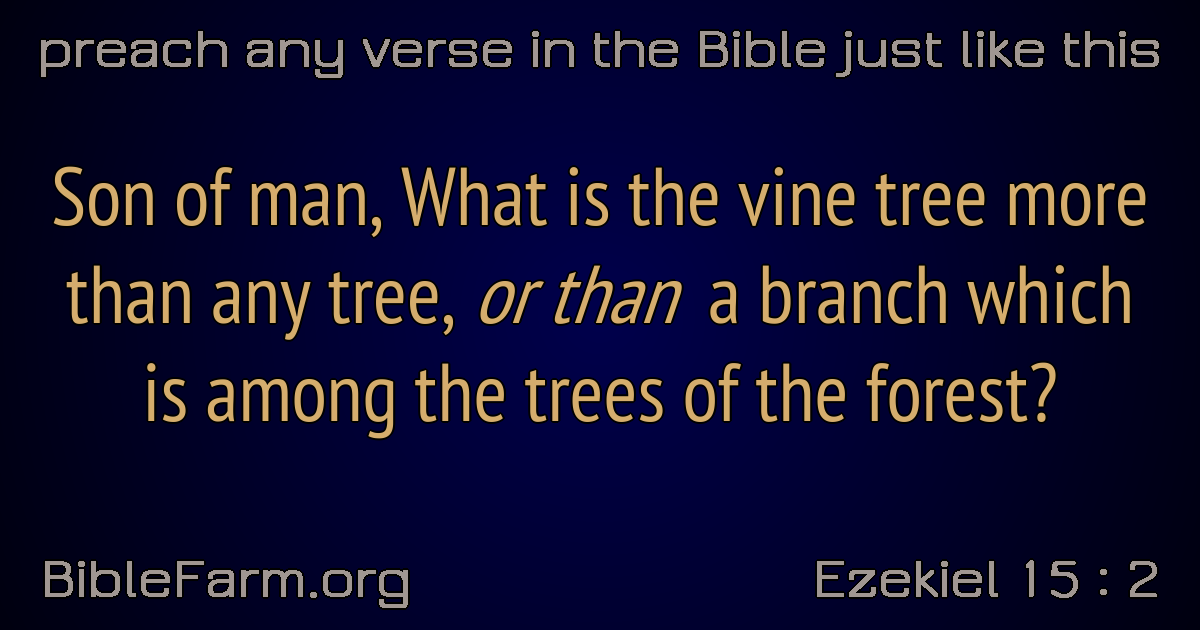 preach any verse in the Bible just like this
Son of man, What is the vine tree more
than any tree, or than a branch which
is among the trees of the forest?
BibleFarm.org
Ezekiel 15 : 2